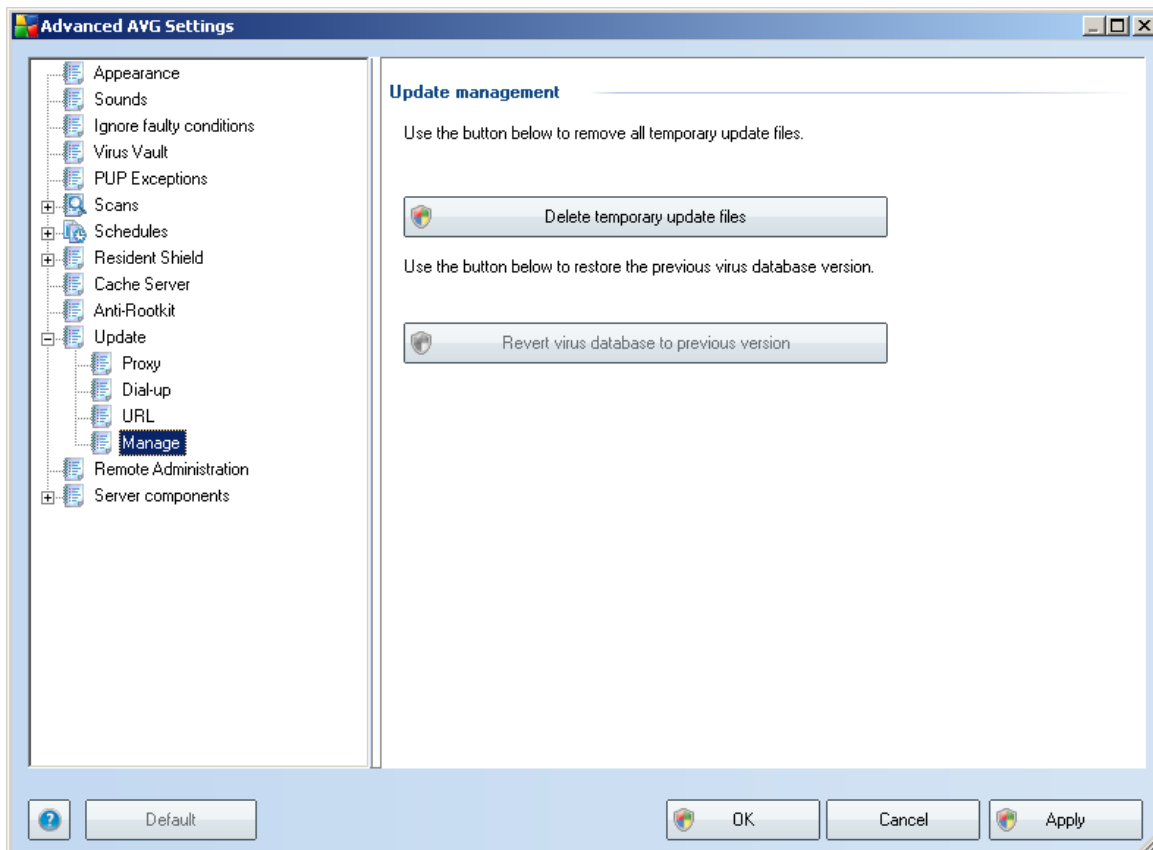 Advanced AVG Settings
Appearance
Sounds
Ignore faulty conditions
Virus Vault
PUP Exceptions
Scans
Schedules
Resident Shield
Cache Server
Anti-Rootkit
Update
Proxy
Dial-up
URL
Manage
Remote Administration
Server components
Update management
Use the button below to remove all temporary update files.
Delete temporary update files
Use the button below to restore the previous virus database version.
Revert virus database to previous version
Default
OK
Cancel
Apply